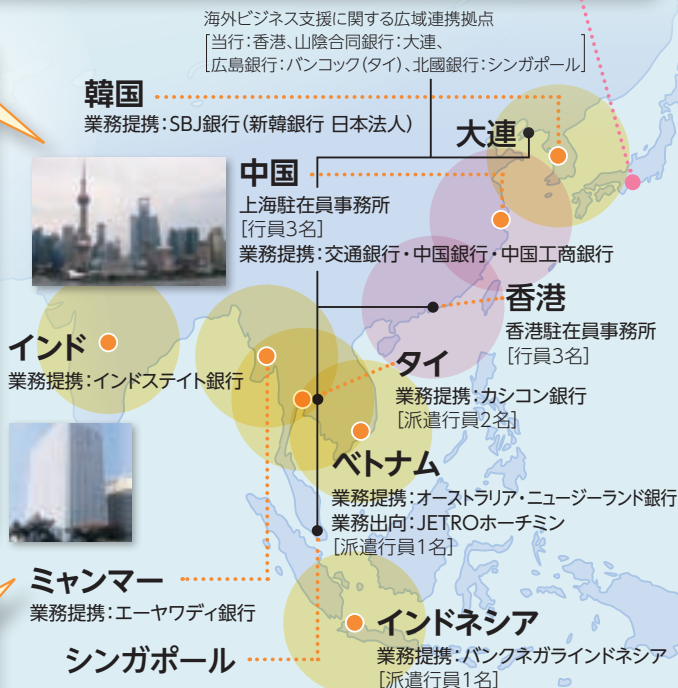 海外ビジネス支援に関する広域連携拠点
[当行：香港、山陰合同銀行：大連、
広島銀行：バンコック（タイ）、北國銀行：シンガポール]
韓国
業務提携：SBJ銀行（新韓銀行 日本法人）
大連
中国
上海駐在員事務所
[行員3名]
業務提携：交通銀行・中国銀行・中国工商銀行
香港
香港駐在員事務所
[行員3名]
インド
業務提携：インドステイト銀行
タイ
業務提携：カシコン銀行
[派遣行員2名]
ベトナム
業務提携：オーストラリア・ニュージーランド銀行
業務出向：JETROホーチミン
[派遣行員1名]
ミャンマー
業務提携：エーヤワディ銀行
インドネシア
業務提携：バンクネガラインドネシア
[派遣行員1名]
シンガポール